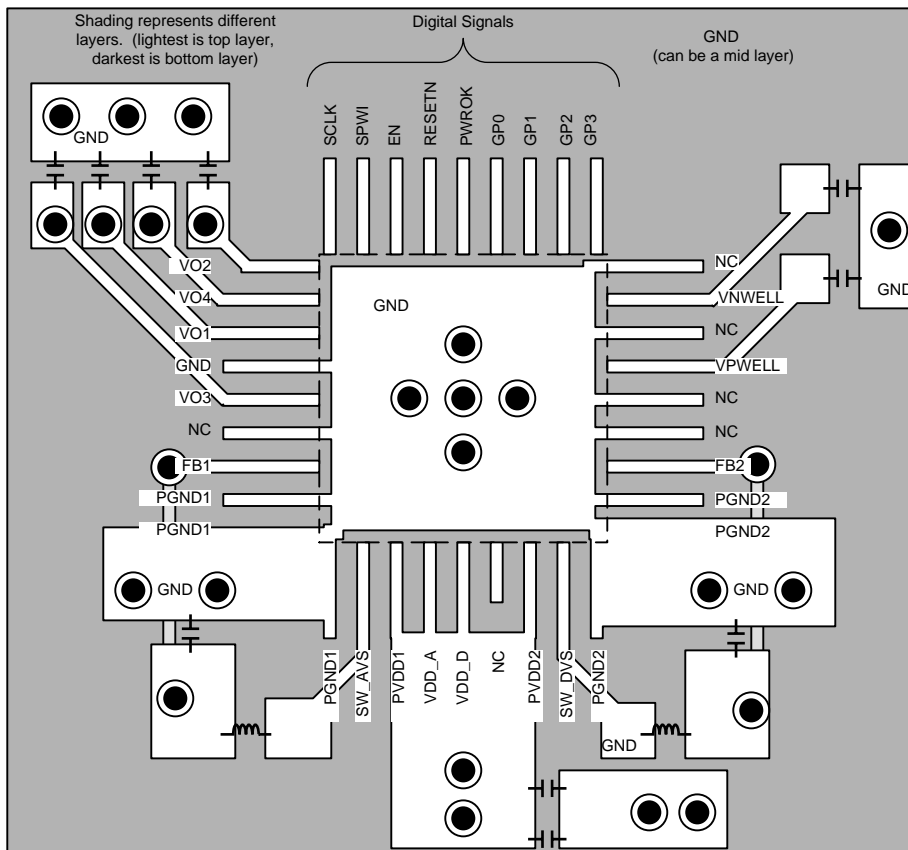 Shading represents different
layers. (lightest is top layer,
darkest is bottom layer)
Digital Signals
GND
(can be a mid layer)
GND
SCLK
SPWI
EN
RESETN
PWROK
GP0
GP1
GP2
GP3
VO2
VO4
VO1
GND
VO3
NC
FB1
PGND1
PGND1
GND
GND
NC
VNWELL
NC
VPWELL
NC
NC
FB2
PGND2
PGND2
GND
GND
PGND1
SW_AVS
PVDD1
VDD_A
VDD_D
NC
PVDD2
SW_DVS
PGND2
GND